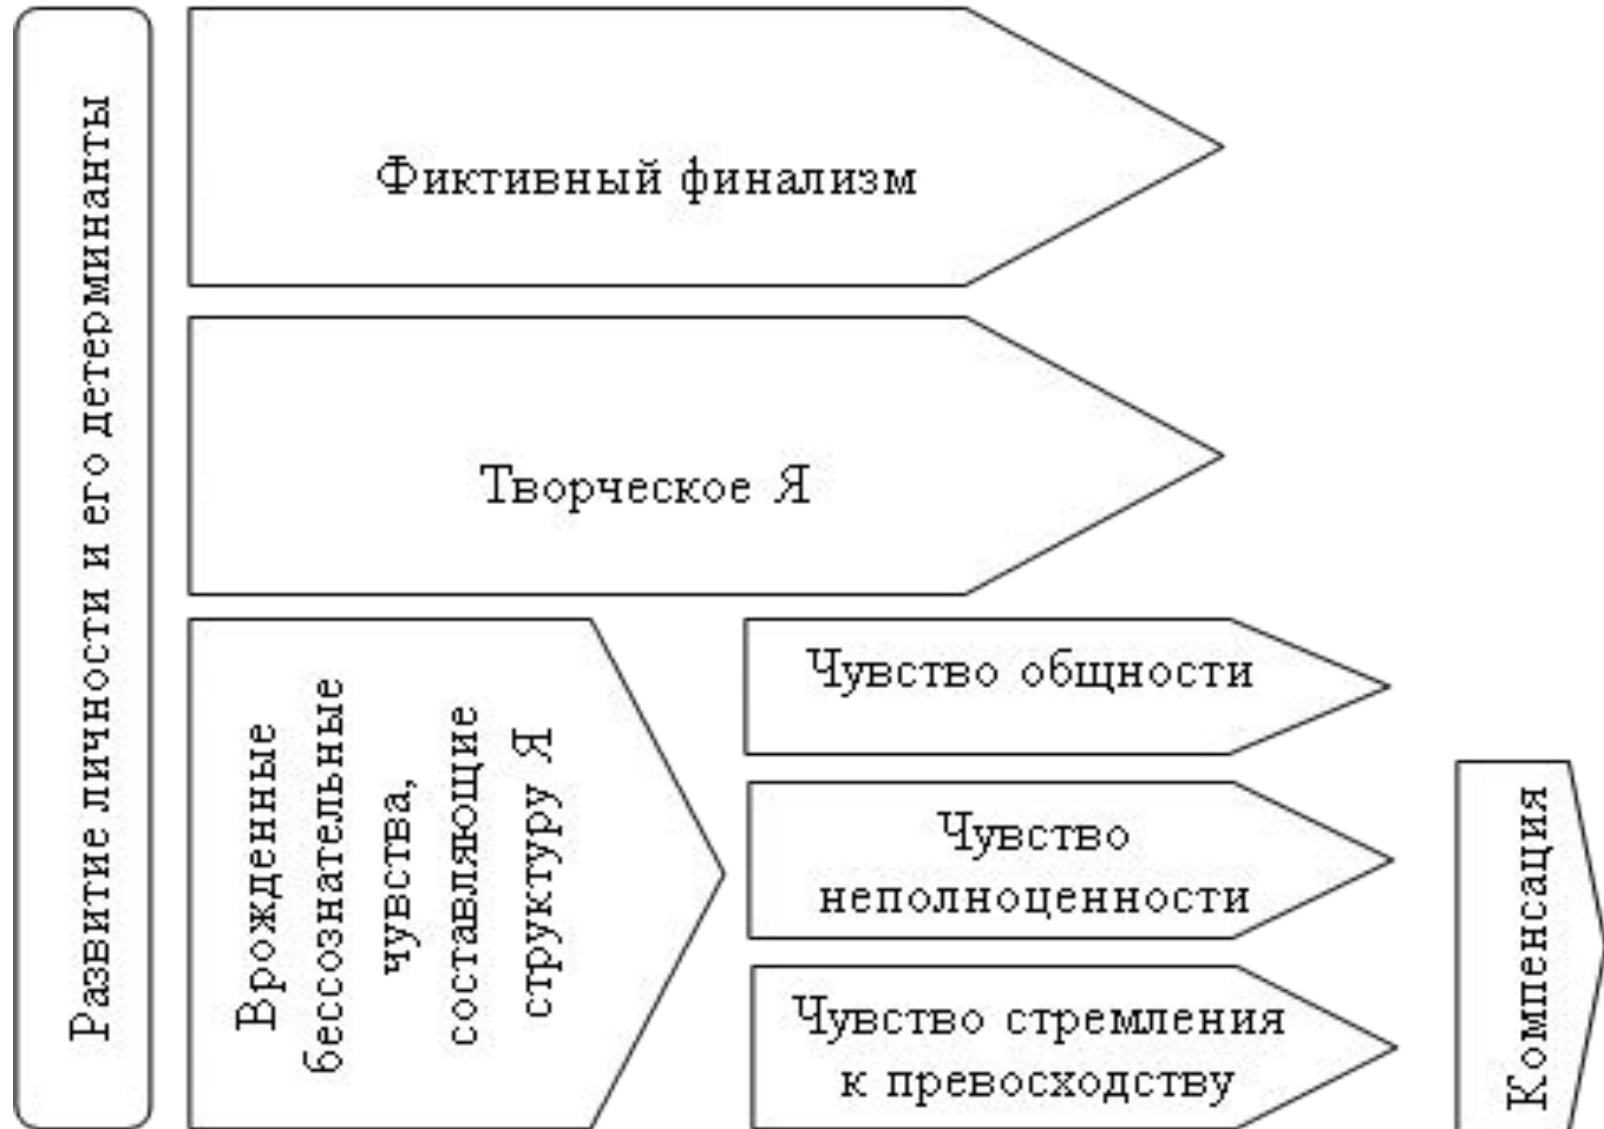 Развитие личности и его детерминанты
Фиктивный финализм
Творческое Я
Врожденные
бессознательные
чувства,
составляющие
структуру Я
Чувство общности
Чувство
неполноценности
Чувство стремления
к превосходству
Компенсация